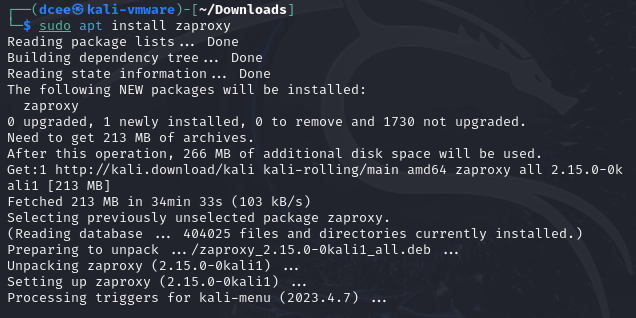 ┌──(dcee㉿kali-vmware)-[~/Downloads]
└─$ sudo apt install zaproxy
Reading package lists... Done
Building dependency tree... Done
Reading state information... Done
The following NEW packages will be installed:
  zaproxy
0 upgraded, 1 newly installed, 0 to remove and 1730 not upgraded.
Need to get 213 MB of archives.
After this operation, 266 MB of additional disk space will be used.
Get:1 http://kali.download/kali kali-rolling/main amd64 zaproxy all 2.15.0-0k
ali1 [213 MB]
Fetched 213 MB in 34min 33s (103 kB/s)
Selecting previously unselected package zaproxy.
(Reading database ... 404025 files and directories currently installed.)
Preparing to unpack .../zaproxy_2.15.0-0kali1_all.deb ...
Unpacking zaproxy (2.15.0-0kali1) ...
Setting up zaproxy (2.15.0-0kali1) ...
Processing triggers for kali-menu (2023.4.7) ...